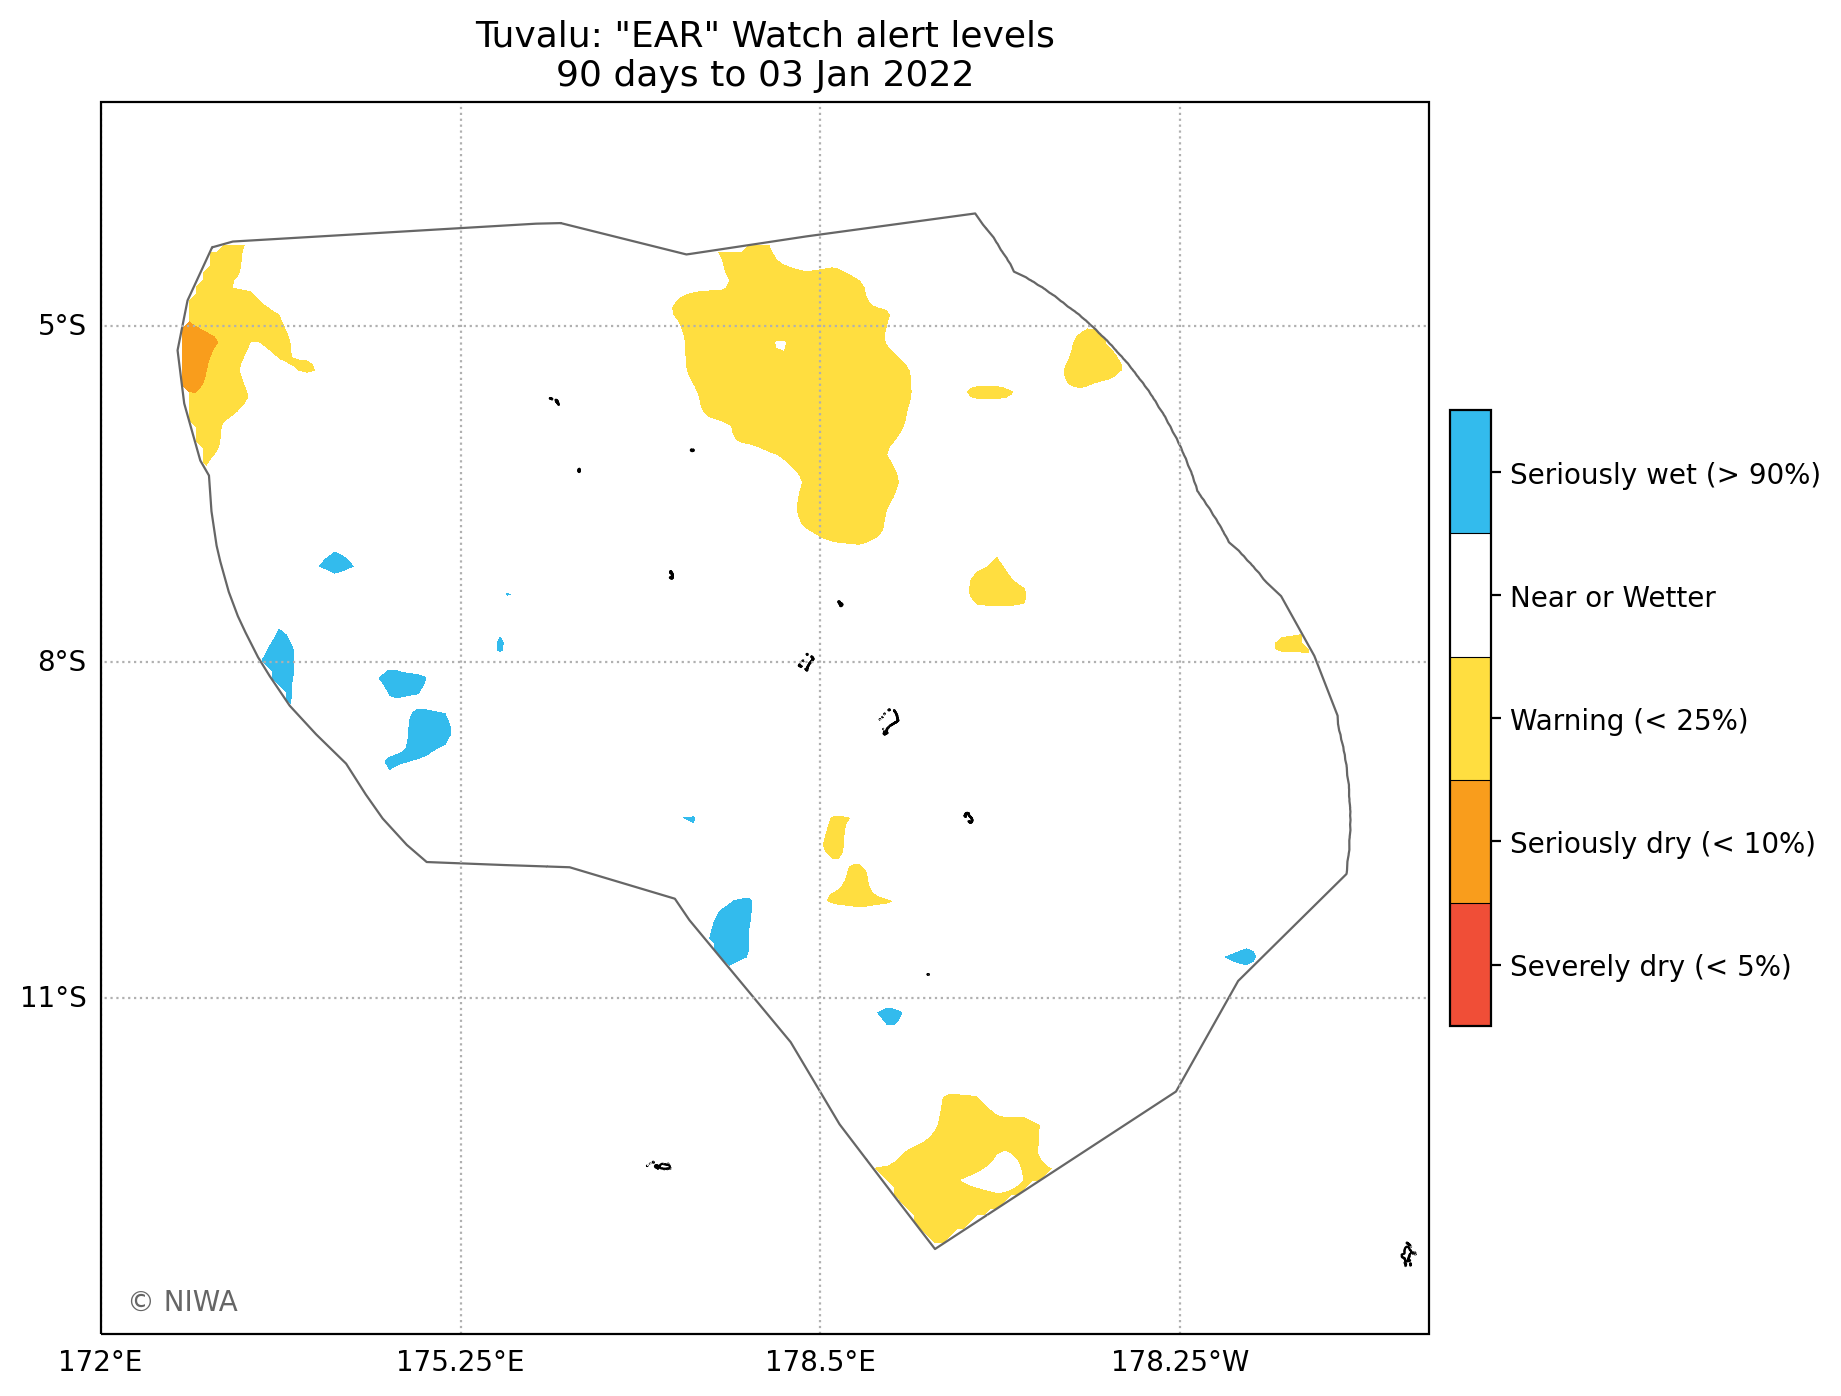 Tuvalu: "EAR" Watch alert levels
90 days to 03 Jan 2022
5°S
8°S
11°S
172°E
175.25°E
178.5°E
178.25°W
© NIWA
Seriously wet (> 90%)
Near or Wetter
Warning (< 25%)
Seriously dry (< 10%)
Severely dry (< 5%)